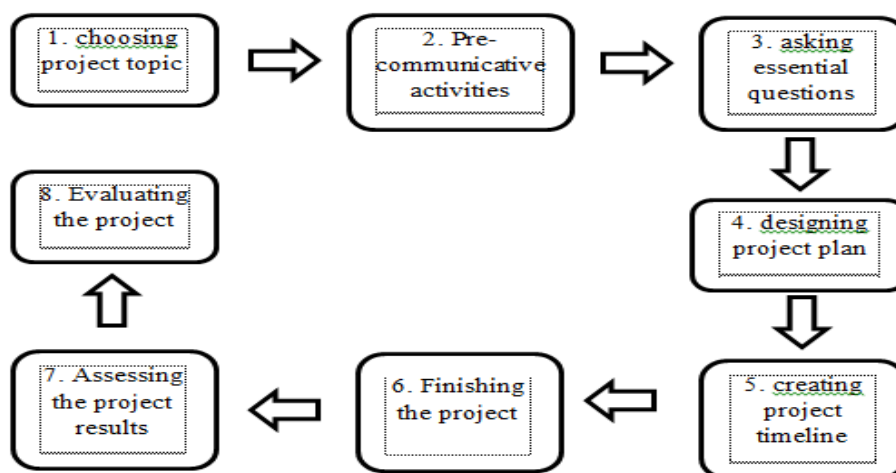 1. choosing
project topic
2. Pre-
communicative
activities
3. asking
essential
questions
4. designing
project plan
5. creating
project
timeline
6. Finishing
the project
7. Assessing
the project
results
8. Evaluating
the project